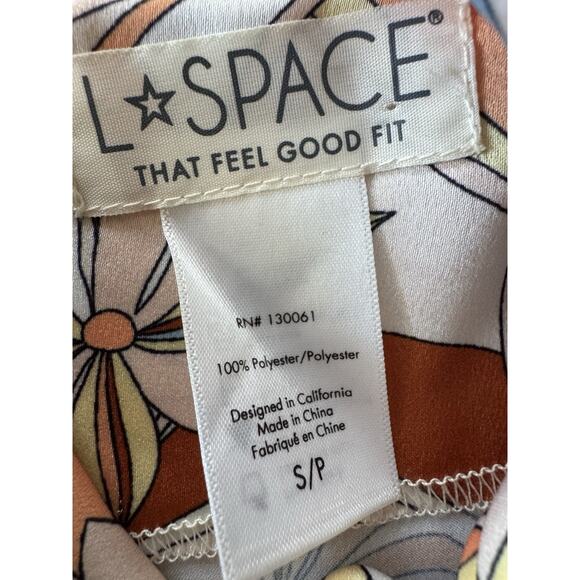 L☆SPACE®
THAT FEEL GOOD FIT
RN# 130061
100% Polyester/Polyester
Designed in California
Made in China
Fabriqué en Chine
S/P